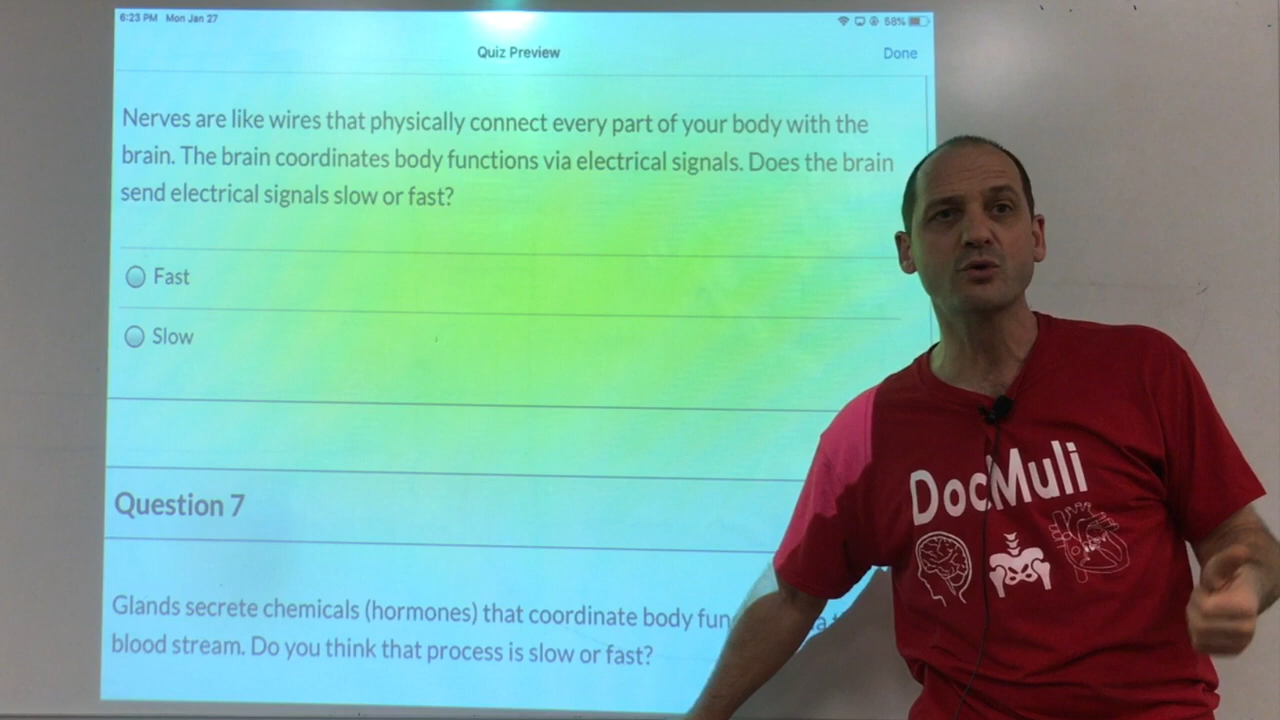 6:23 PM Mon Jan 27
58%
Quiz Preview
Done
Nerves are like wires that physically connect every part of your body with the
brain. The brain coordinates body functions via electrical signals. Does the brain
send electrical signals slow or fast?
Fast
Slow
Question 7
Glands secrete chemicals (hormones) that coordinate body
blood stream. Do you think that process is slow or fast?
DocMuli